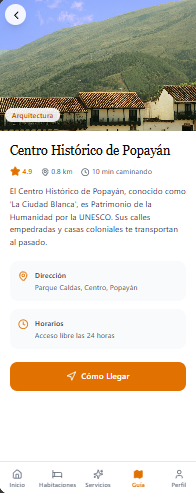 Arquitectura
Centro Histórico de Popayán
4.9 0.8 km 10 min caminando
El Centro Histórico de Popayán, conocido como
'La Ciudad Blanca', es Patrimonio de la
Humanidad por la UNESCO. Sus calles
empedradas y casas coloniales te transportan
al pasado.
Dirección
Parque Caldas, Centro, Popayán
Horarios
Acceso libre las 24 horas
Cómo Llegar
Inicio Habitaciones Servicios Guía Perfil